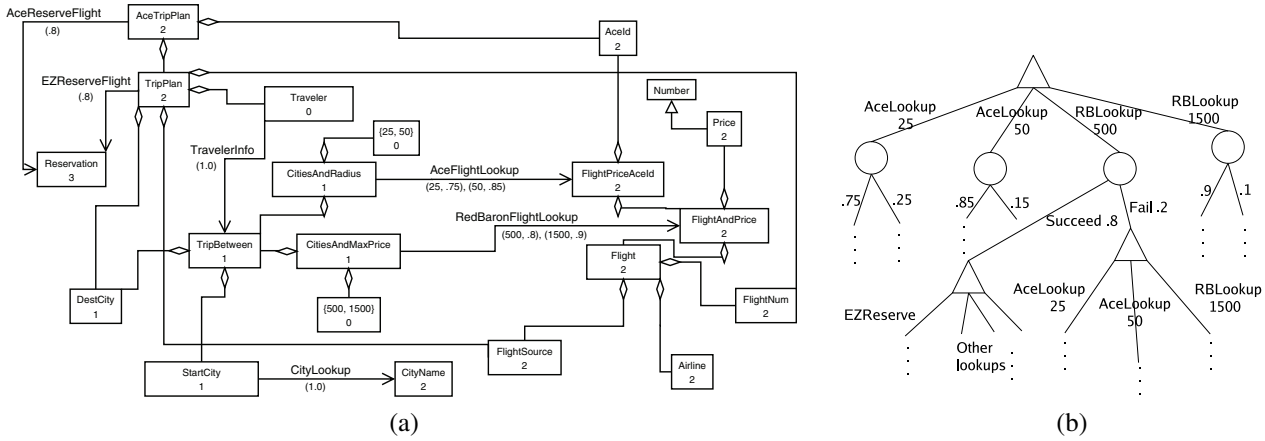 AceReserveFlight
(.8)
AceTripPlan
2
AceId
2
EZReserveFlight
(.8)
TripPlan
2
Traveler
0
Number
Price
2
{25, 50}
0
TravelerInfo
(1.0)
Reservation
3
CitiesAndRadius
1
AceFlightLookup
(25, .75), (50, .85)
FlightPriceAceId
2
RedBaronFlightLookup
(500, .8), (1500, .9)
FlightAndPrice
2
TripBetween
1
CitiesAndMaxPrice
1
Flight
2
DestCity
1
{500, 1500}
0
FlightNum
2
FlightSource
2
StartCity
1
CityLookup
(1.0)
CityName
2
Airline
2
(a)
AceLookup
25
AceLookup
50
RBLookup
500
RBLookup
1500
.75
.25
.85
.15
Succeed .8
Fail .2
.9
.1
EZReserve
Other
lookups
AceLookup
25
AceLookup
50
RBLookup
1500
(b)